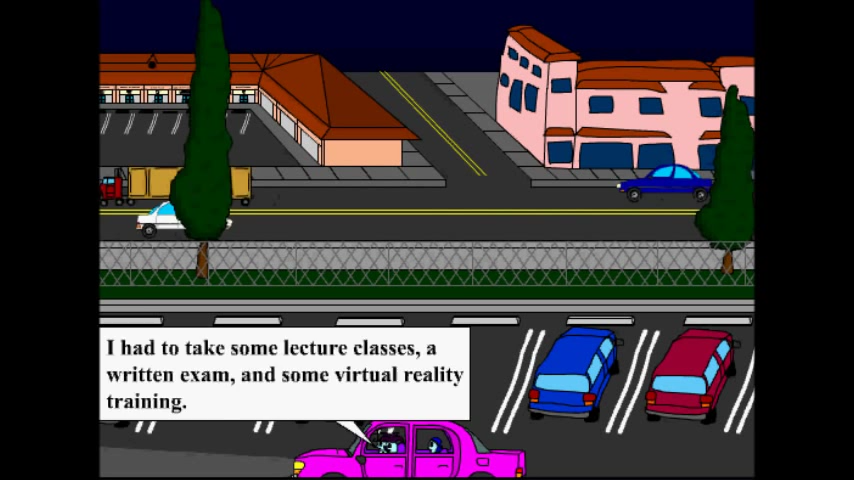 I had to take some lecture classes, a
written exam, and some virtual reality
training.